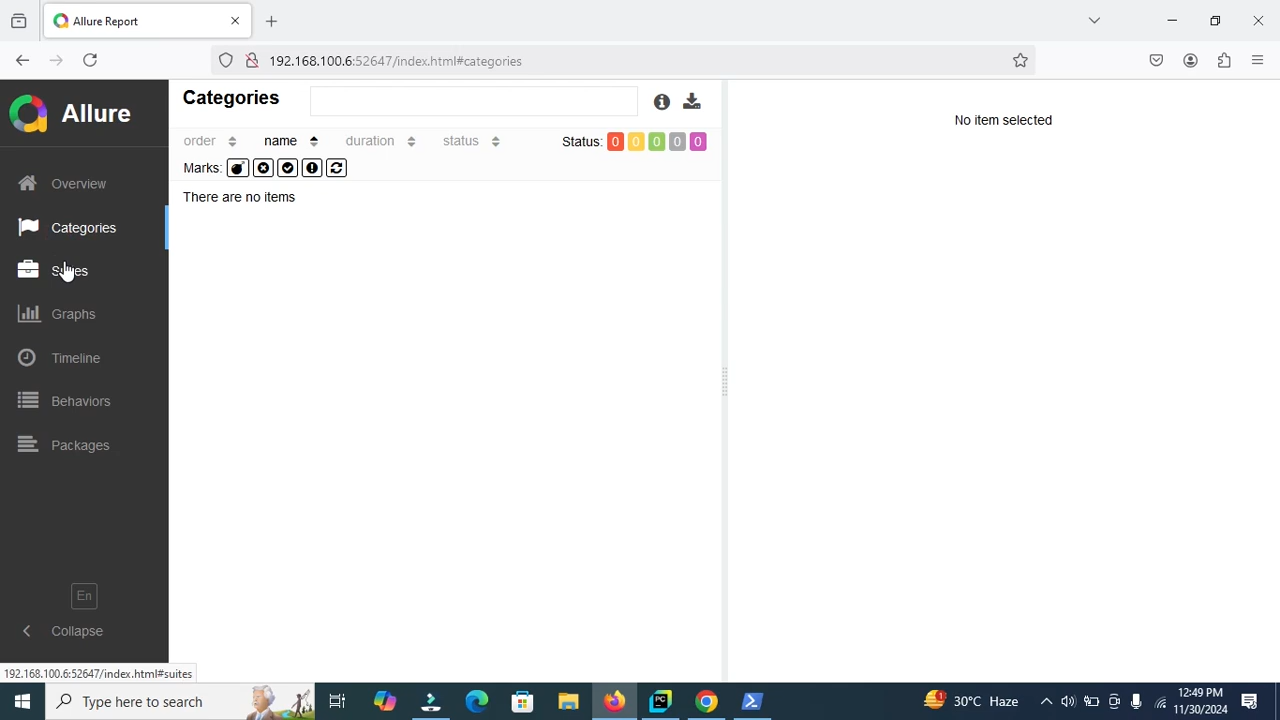 Allure Report
192.168.100.6:52647/index.html#categories
Allure
Overview
Categories
Suites
Graphs
Timeline
Behaviors
Packages
En
Collapse
192.168.100.6:52647/index.html#suites
Categories
order name duration status Status: 0 0 0 0 0
Marks:
There are no items
No item selected
Type here to search
PC
30°C Haze
12:49 PM
11/30/2024